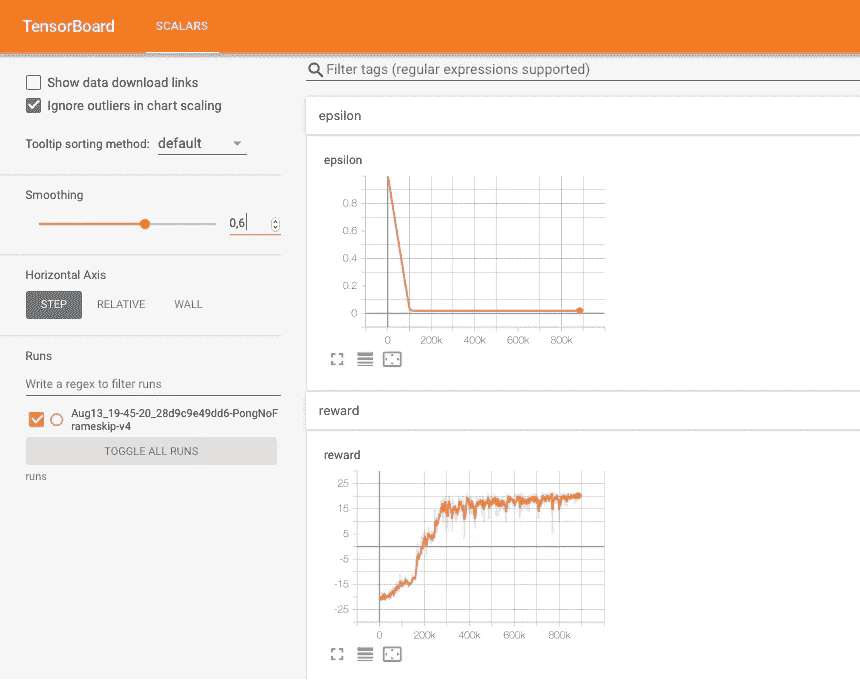 TensorBoard
SCALARS
Show data download links
Ignore outliers in chart scaling
Tooltip sorting method: default
Smoothing
0,6
Horizontal Axis
STEP RELATIVE WALL
Runs
Write a regex to filter runs
Aug13_19-45-20_28d9c9e49dd6-PongNoF
rameskip-v4
TOGGLE ALL RUNS
runs
Filter tags (regular expressions supported)
epsilon
epsilon
0.8
0.6
0.4
0.2
0
0 200k 400k 600k 800k
reward
reward
25
15
5
-5
-15
-25
0 200k 400k 600k 800k